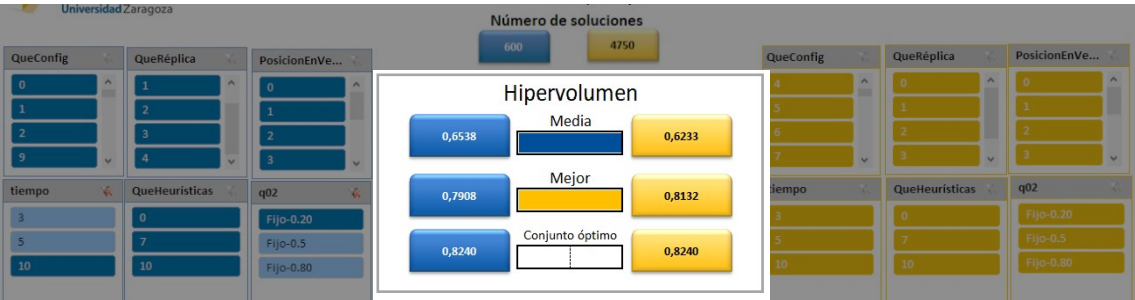 Universidad Zaragoza
Número de soluciones
600
4750
QueConfig
0
1
2
9
QueRéplica
1
2
3
4
PosicionEnVe...
0
1
2
3
tiempo
3
5
10
QueHeurísticas
0
7
10
q02
Fijo-0.20
Fijo-0.5
Fijo-0.80
Hipervolumen
Media
0,6538
0,6233
Mejor
0,7908
0,8132
Conjunto óptimo
0,8240
0,8240
QueConfig
4
5
6
7
QueRéplica
0
1
2
3
PosicionEnVe...
0
1
2
3
tiempo
3
5
10
QueHeurísticas
0
7
10
q02
Fijo-0.20
Fijo-0.5
Fijo-0.80